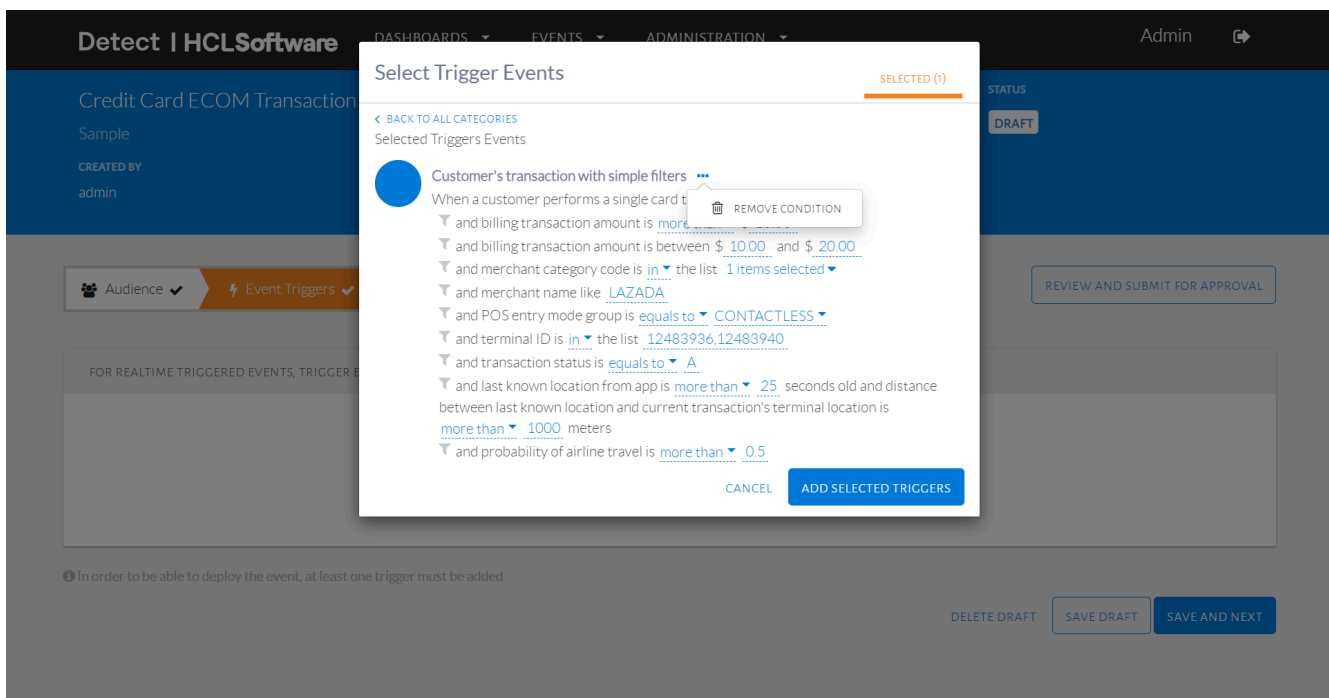 Detect | HCLSoftware DASHBOARDS EVENTS ADMINISTRATION Admin
Credit Card ECOM Transaction
Sample
CREATED BY
admin
STATUS
DRAFT
Select Trigger Events SELECTED (1)
BACK TO ALL CATEGORIES
Selected Triggers Events
Customer's transaction with simple filters •••
REMOVE CONDITION
When a customer performs a single card t
and billing transaction amount is more
and billing transaction amount is between $ 10.00 and $ 20.00
and merchant category code is in the list 1 items selected
and merchant name like LAZADA
and POS entry mode group is equals to CONTACTLESS
and terminal ID is in the list 12483936,12483940
and transaction status is equals to A
and last known location from app is more than 25 seconds old and distance
between last known location and current transaction's terminal location is
more than 1000 meters
and probability of airline travel is more than 0.5
CANCEL ADD SELECTED TRIGGERS
Audience Event Triggers REVIEW AND SUBMIT FOR APPROVAL
FOR REALTIME TRIGGERED EVENTS, TRIGGER E
In order to be able to deploy the event, at least one trigger must be added
DELETE DRAFT SAVE DRAFT SAVE AND NEXT